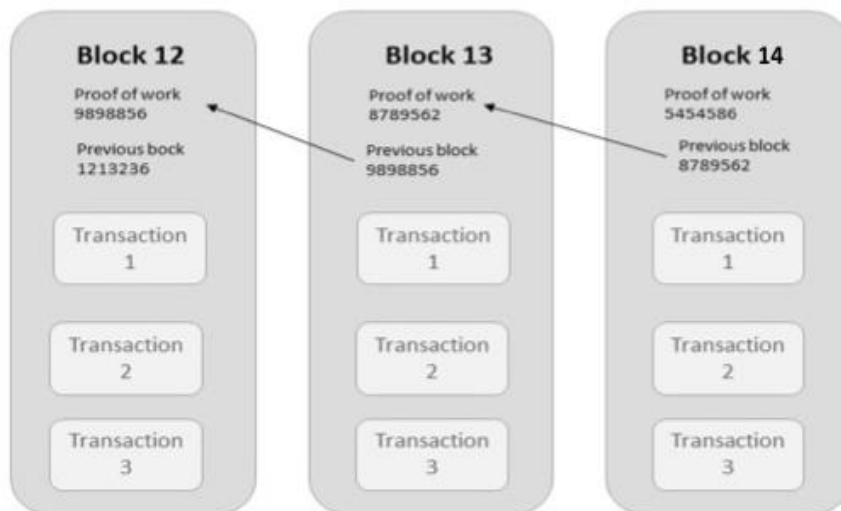 Block 12
Proof of work
9898856
Previous bock
1213236
Transaction
1
Transaction
2
Transaction
3
Block 13
Proof of work
8789562
Previous block
9898856
Transaction
1
Transaction
2
Transaction
3
Block 14
Proof of work
5454586
Previous block
8789562
Transaction
1
Transaction
2
Transaction
3